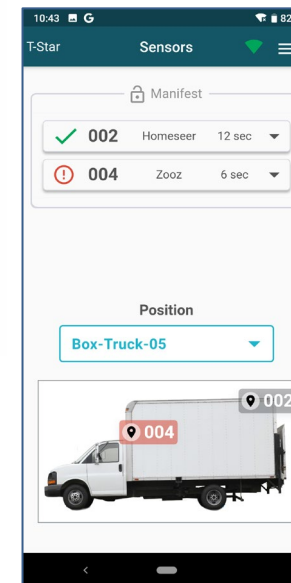 10:43 G 82
T-Star Sensors
Manifest
002 Homeseer 12 sec
004 Zooz 6 sec
Position
Box-Truck-05
002
004